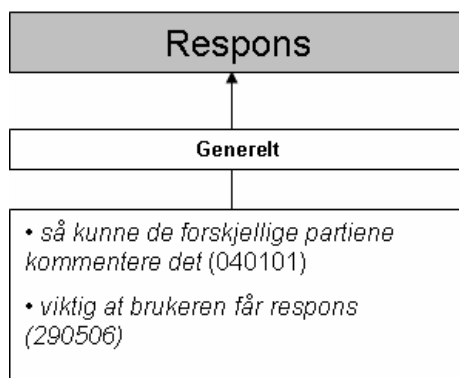 Respons
Generelt
• så kunne de forskjellige partiene
kommentere det (040101)
• viktig at brukeren får respons
(290506)